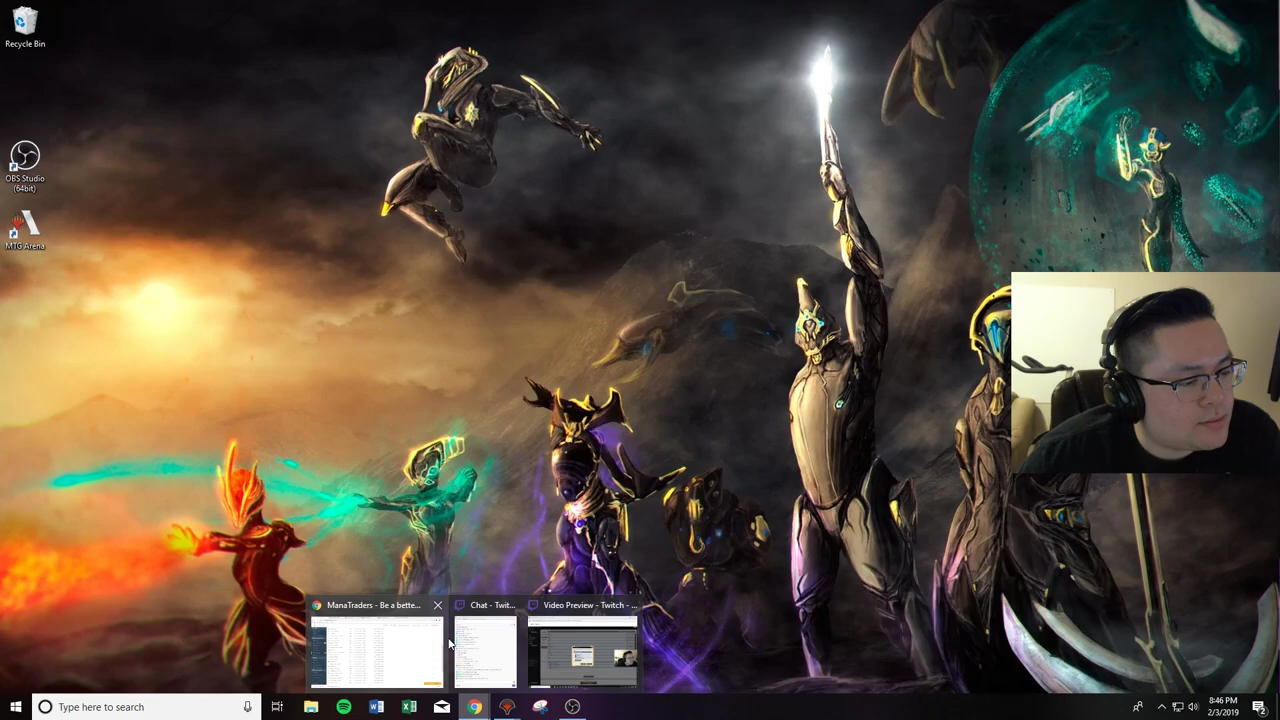 Recycle Bin
OBS Studio
(64bit)
MTG Arena
ManaTraders - Be a bette...
Chat - Twit...
Video Preview - Twitch - ...
Type here to search
8:46 PM
2/3/2019
2